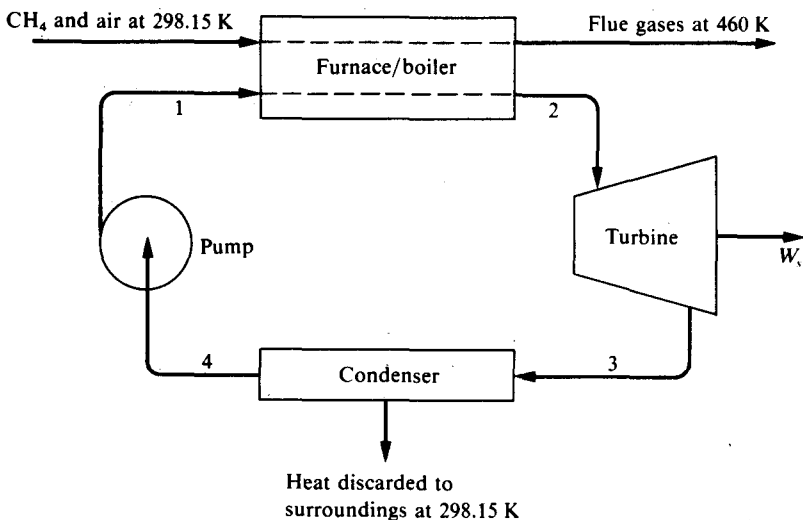 CH₄ and air at 298.15 K
Flue gases at 460 K
Furnace/boiler
1
2
Pump
Turbine
Wₛ
4
Condenser
3
Heat discarded to
surroundings at 298.15 K